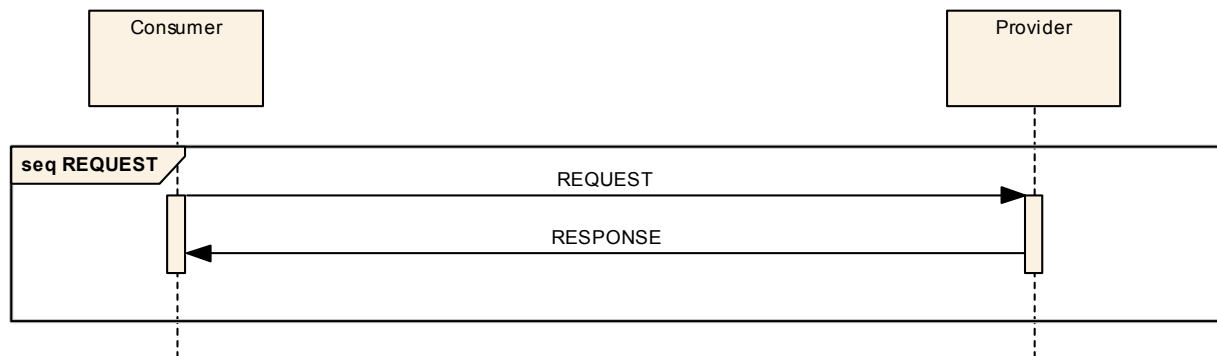 Consumer
Provider
seq REQUEST
REQUEST
RESPONSE